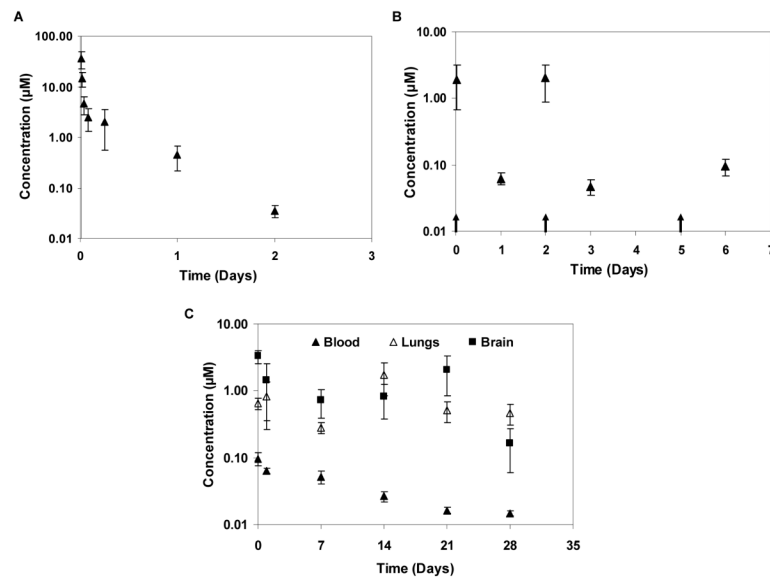 A
Concentration (µM)
100.00
10.00
1.00
0.10
0.01
0 1 2 3
Time (Days)
B
Concentration (µM)
10.00
1.00
0.10
0.01
0 1 2 3 4 5 6 7
Time (Days)
C
Concentration (µM)
10.00
1.00
0.10
0.01
Blood Lungs Brain
0 7 14 21 28 35
Time (Days)